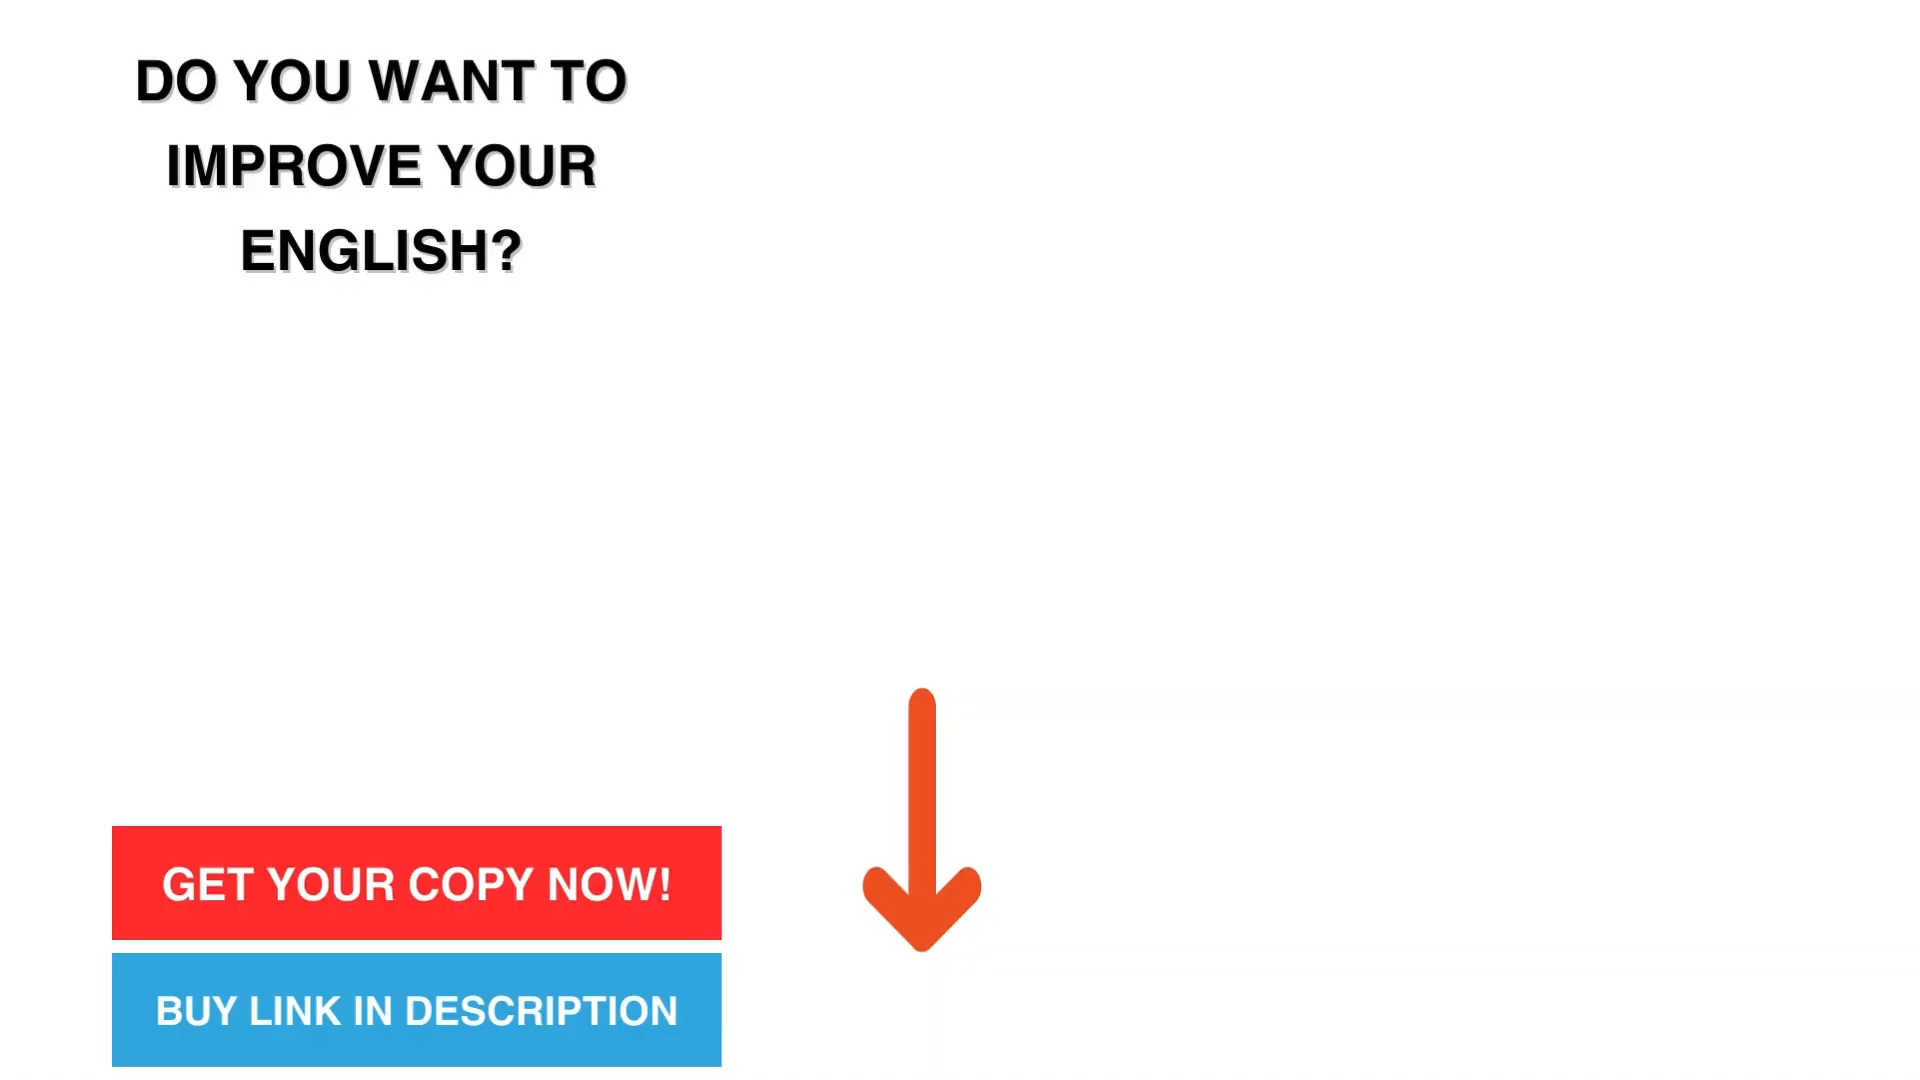 DO YOU WANT TO
IMPROVE YOUR
ENGLISH?
GET YOUR COPY NOW!
BUY LINK IN DESCRIPTION